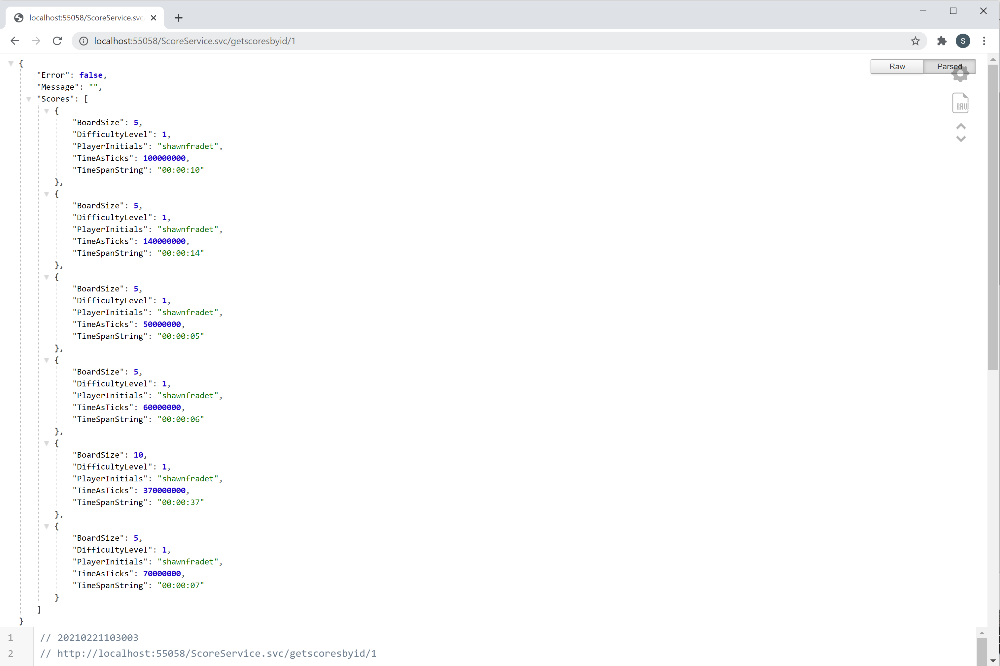 localhost:55058/ScoreService.svc/
localhost:55058/ScoreService.svc/getscoresbyid/1
S
Raw
Parsed
RAW
{
"Error": false,
"Message": "",
"Scores": [
{
"BoardSize": 5,
"DifficultyLevel": 1,
"PlayerInitials": "shawnfradet",
"TimeAsTicks": 100000000,
"TimeSpanString": "00:00:10"
},
{
"BoardSize": 5,
"DifficultyLevel": 1,
"PlayerInitials": "shawnfradet",
"TimeAsTicks": 140000000,
"TimeSpanString": "00:00:14"
},
{
"BoardSize": 5,
"DifficultyLevel": 1,
"PlayerInitials": "shawnfradet",
"TimeAsTicks": 50000000,
"TimeSpanString": "00:00:05"
},
{
"BoardSize": 5,
"DifficultyLevel": 1,
"PlayerInitials": "shawnfradet",
"TimeAsTicks": 60000000,
"TimeSpanString": "00:00:06"
},
{
"BoardSize": 10,
"DifficultyLevel": 1,
"PlayerInitials": "shawnfradet",
"TimeAsTicks": 370000000,
"TimeSpanString": "00:00:37"
},
{
"BoardSize": 5,
"DifficultyLevel": 1,
"PlayerInitials": "shawnfradet",
"TimeAsTicks": 70000000,
"TimeSpanString": "00:00:07"
}
]
}
1 // 20210221103003
2 // http://localhost:55058/ScoreService.svc/getscoresbyid/1